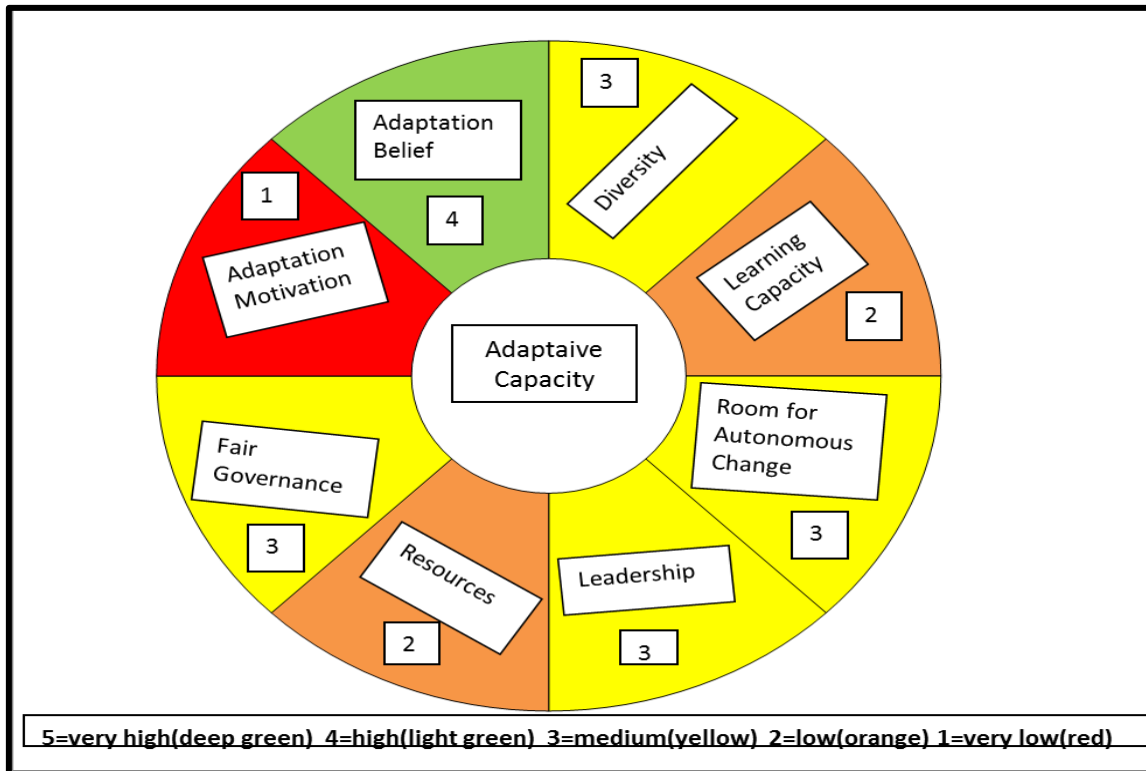 3
Diversity
Adaptation
Belief
4
1
Adaptation
Motivation
Learning
Capacity
2
Adaptaive
Capacity
Room for
Autonomous
Change
3
Fair
Governance
3
Resources
2
Leadership
3
5=very high(deep green) 4=high(light green) 3=medium(yellow) 2=low(orange) 1=very low(red)